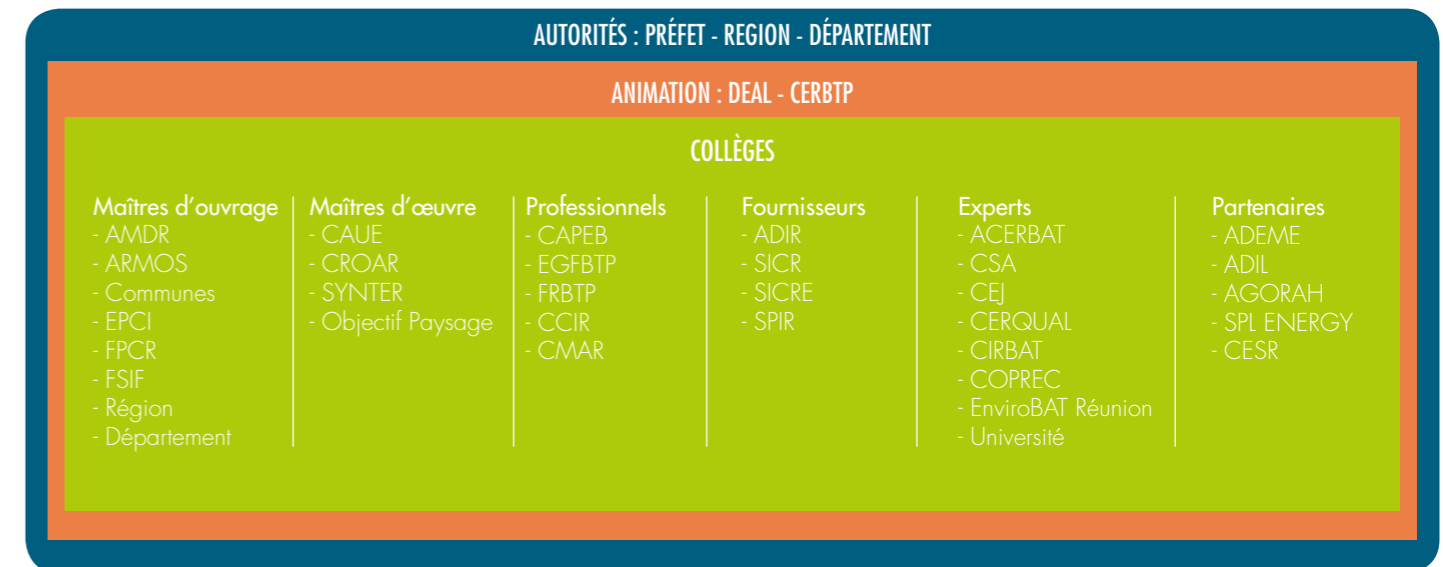 AUTORITÉS : PRÉFET - REGION - DÉPARTEMENT
ANIMATION : DEAL - CERBTP
COLLÈGES
Maîtres d'ouvrage
- AMDR
- ARMOS
- Communes
- EPCI
- FPCR
- FSIF
- Région
- Département
Maîtres d'œuvre
- CAUE
- CROAR
- SYNTER
- Objectif Paysage
Professionnels
- CAPEB
- EGFBTP
- FRBTP
- CCIR
- CMAR
Fournisseurs
- ADIR
- SICR
- SICRE
- SPIR
Experts
- ACERBAT
- CSA
- CEJ
- CERQUAL
- CIRBAT
- COPREC
- EnviroBAT Réunion
- Université
Partenaires
- ADEME
- ADIL
- AGORAH
- SPL ENERGY
- CESR